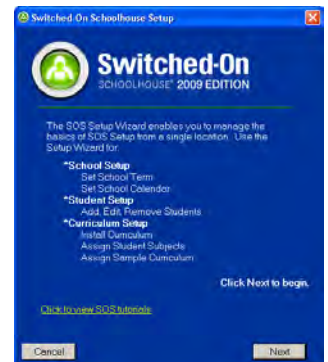 Switched-On Schoolhouse Setup
Switched-On
SCHOOLHOUSE® 2009 EDITION
The SOS Setup Wizard enables you to manage the
basics of SOS Setup from a single location. Use the
Setup Wizard for:
*School Setup
Set School Term
Set School Calendar
*Student Setup
Add, Edit, Remove Students
*Curriculum Setup
Install Curriculum
Assign Student Subjects
Assign Sample Curriculum
Click Next to begin.
Click to view SOS tutorials
Cancel
Next